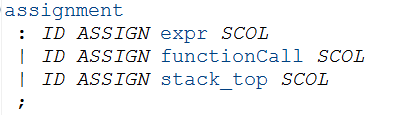 assignment
: ID ASSIGN expr SCOL
| ID ASSIGN functionCall SCOL
| ID ASSIGN stack_top SCOL
;